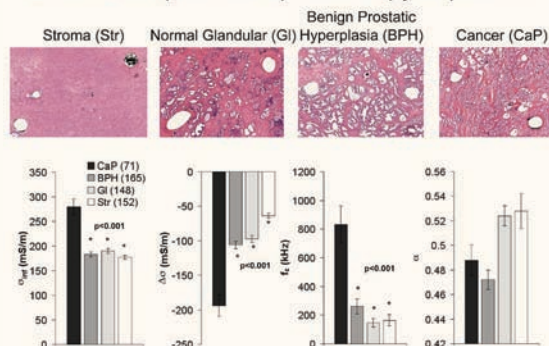 Stroma (Str)
Normal Glandular (Gl)
Benign Prostatic
Hyperplasia (BPH)
Cancer (CaP)
350
300
250
200
150
100
50
0
σinf (mS/m)
CaP (71)
BPH (165)
Gl (148)
Str (152)
p<0.001
* * *
0
-50
-100
-150
-200
-250
Δσ (mS/m)
* * *
p<0.001
1200
1000
800
600
400
200
0
fc (kHz)
p<0.001
* * *
0.56
0.54
0.52
0.5
0.48
0.46
0.44
0.42
α